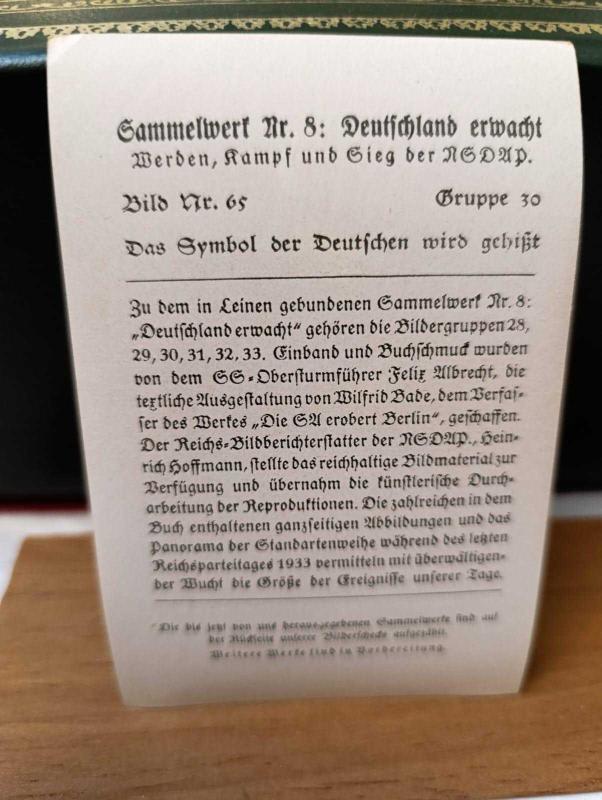 Sammelwerk Nr. 8: Deutschland erwacht
Werden, Kampf und Sieg der NSDAP.
Bild Nr. 65 Gruppe 30
Das Symbol der Deutschen wird gehißt
Zu dem in Leinen gebundenen Sammelwerk Nr. 8:
„Deutschland erwacht“ gehören die Bildergruppen 28,
29, 30, 31, 32, 33. Einband und Buchschmuck wurden
von dem SS-Obersturmführer Felix Albrecht, die
textliche Ausgestaltung von Wilfrid Bade, dem Verfas-
ser des Werkes „Die SA erobert Berlin“, geschaffen.
Der Reichs-Bildberichterstatter der NSDAP., Hein-
rich Hoffmann, stellte das reichhaltige Bildmaterial zur
Verfügung und übernahm die künstlerische Durch-
arbeitung der Reproduktionen. Die zahlreichen in dem
Buch enthaltenen ganzseitigen Abbildungen und das
Panorama der Standartenweihe während des letzten
Reichsparteitages 1933 vermitteln mit überwältigen-
der Wucht die Größe der Ereignisse unserer Tage.
Die bis jetzt von uns herausgegebenen Sammelwerke sind auf
der Rückseite unserer Bilderschecks aufgezählt.
Weitere Werke sind in Vorbereitung.